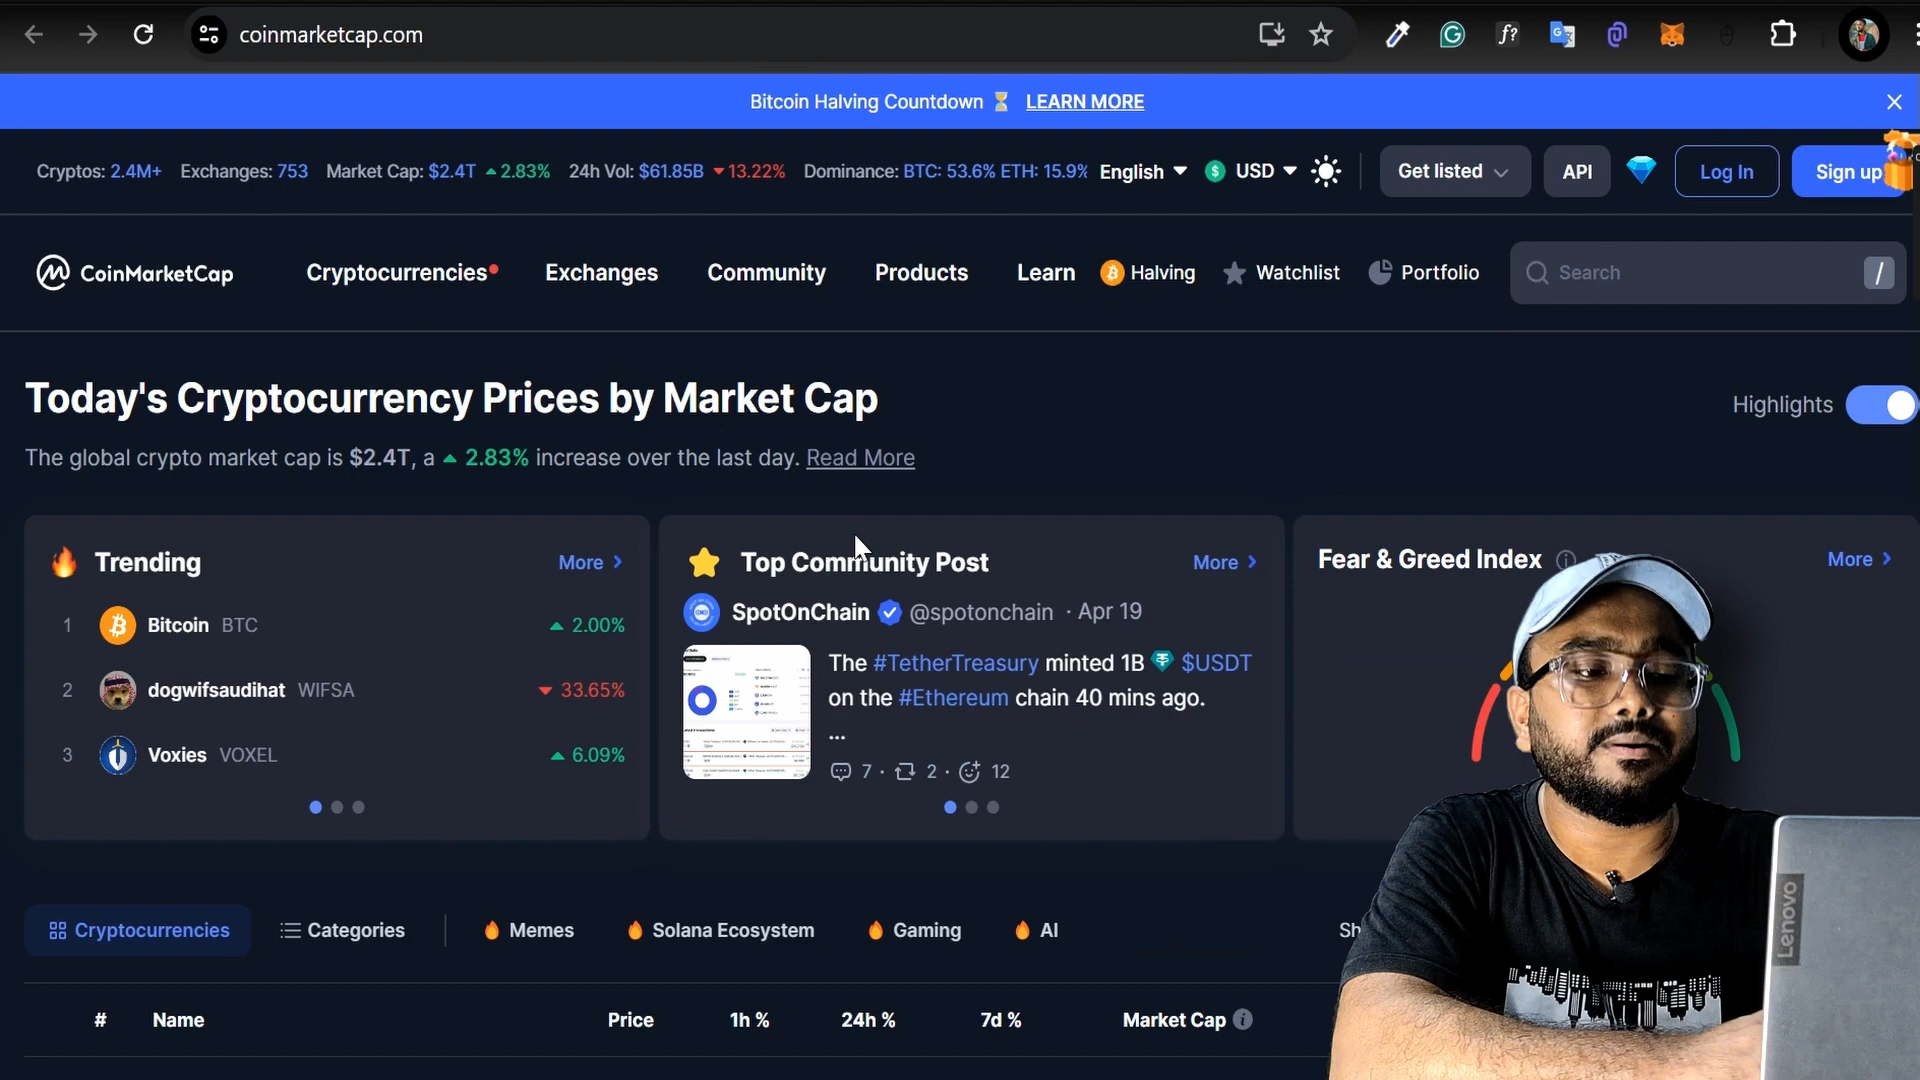 coinmarketcap.com
Bitcoin Halving Countdown ⏳ LEARN MORE
Cryptos: 2.4M+ Exchanges: 753 Market Cap: $2.4T ▲ 2.83% 24h Vol: $61.85B ▼ 13.22% Dominance: BTC: 53.6% ETH: 15.9% English USD Get listed API Log In Sign up
CoinMarketCap Cryptocurrencies Exchanges Community Products Learn Halving Watchlist Portfolio Search /
Today's Cryptocurrency Prices by Market Cap
Highlights
The global crypto market cap is $2.4T, a ▲ 2.83% increase over the last day. Read More
Trending More >
1 Bitcoin BTC ▲ 2.00%
2 dogwifsaudihat WIFSA ▼ 33.65%
3 Voxies VOXEL ▲ 6.09%
Top Community Post More >
SpotOnChain @spotonchain · Apr 19
The #TetherTreasury minted 1B $USDT
on the #Ethereum chain 40 mins ago.
...
7 · 2 · 12
Fear & Greed Index More >
Cryptocurrencies Categories Memes Solana Ecosystem Gaming AI Sh
# Name Price 1h % 24h % 7d % Market Cap
Lenovo